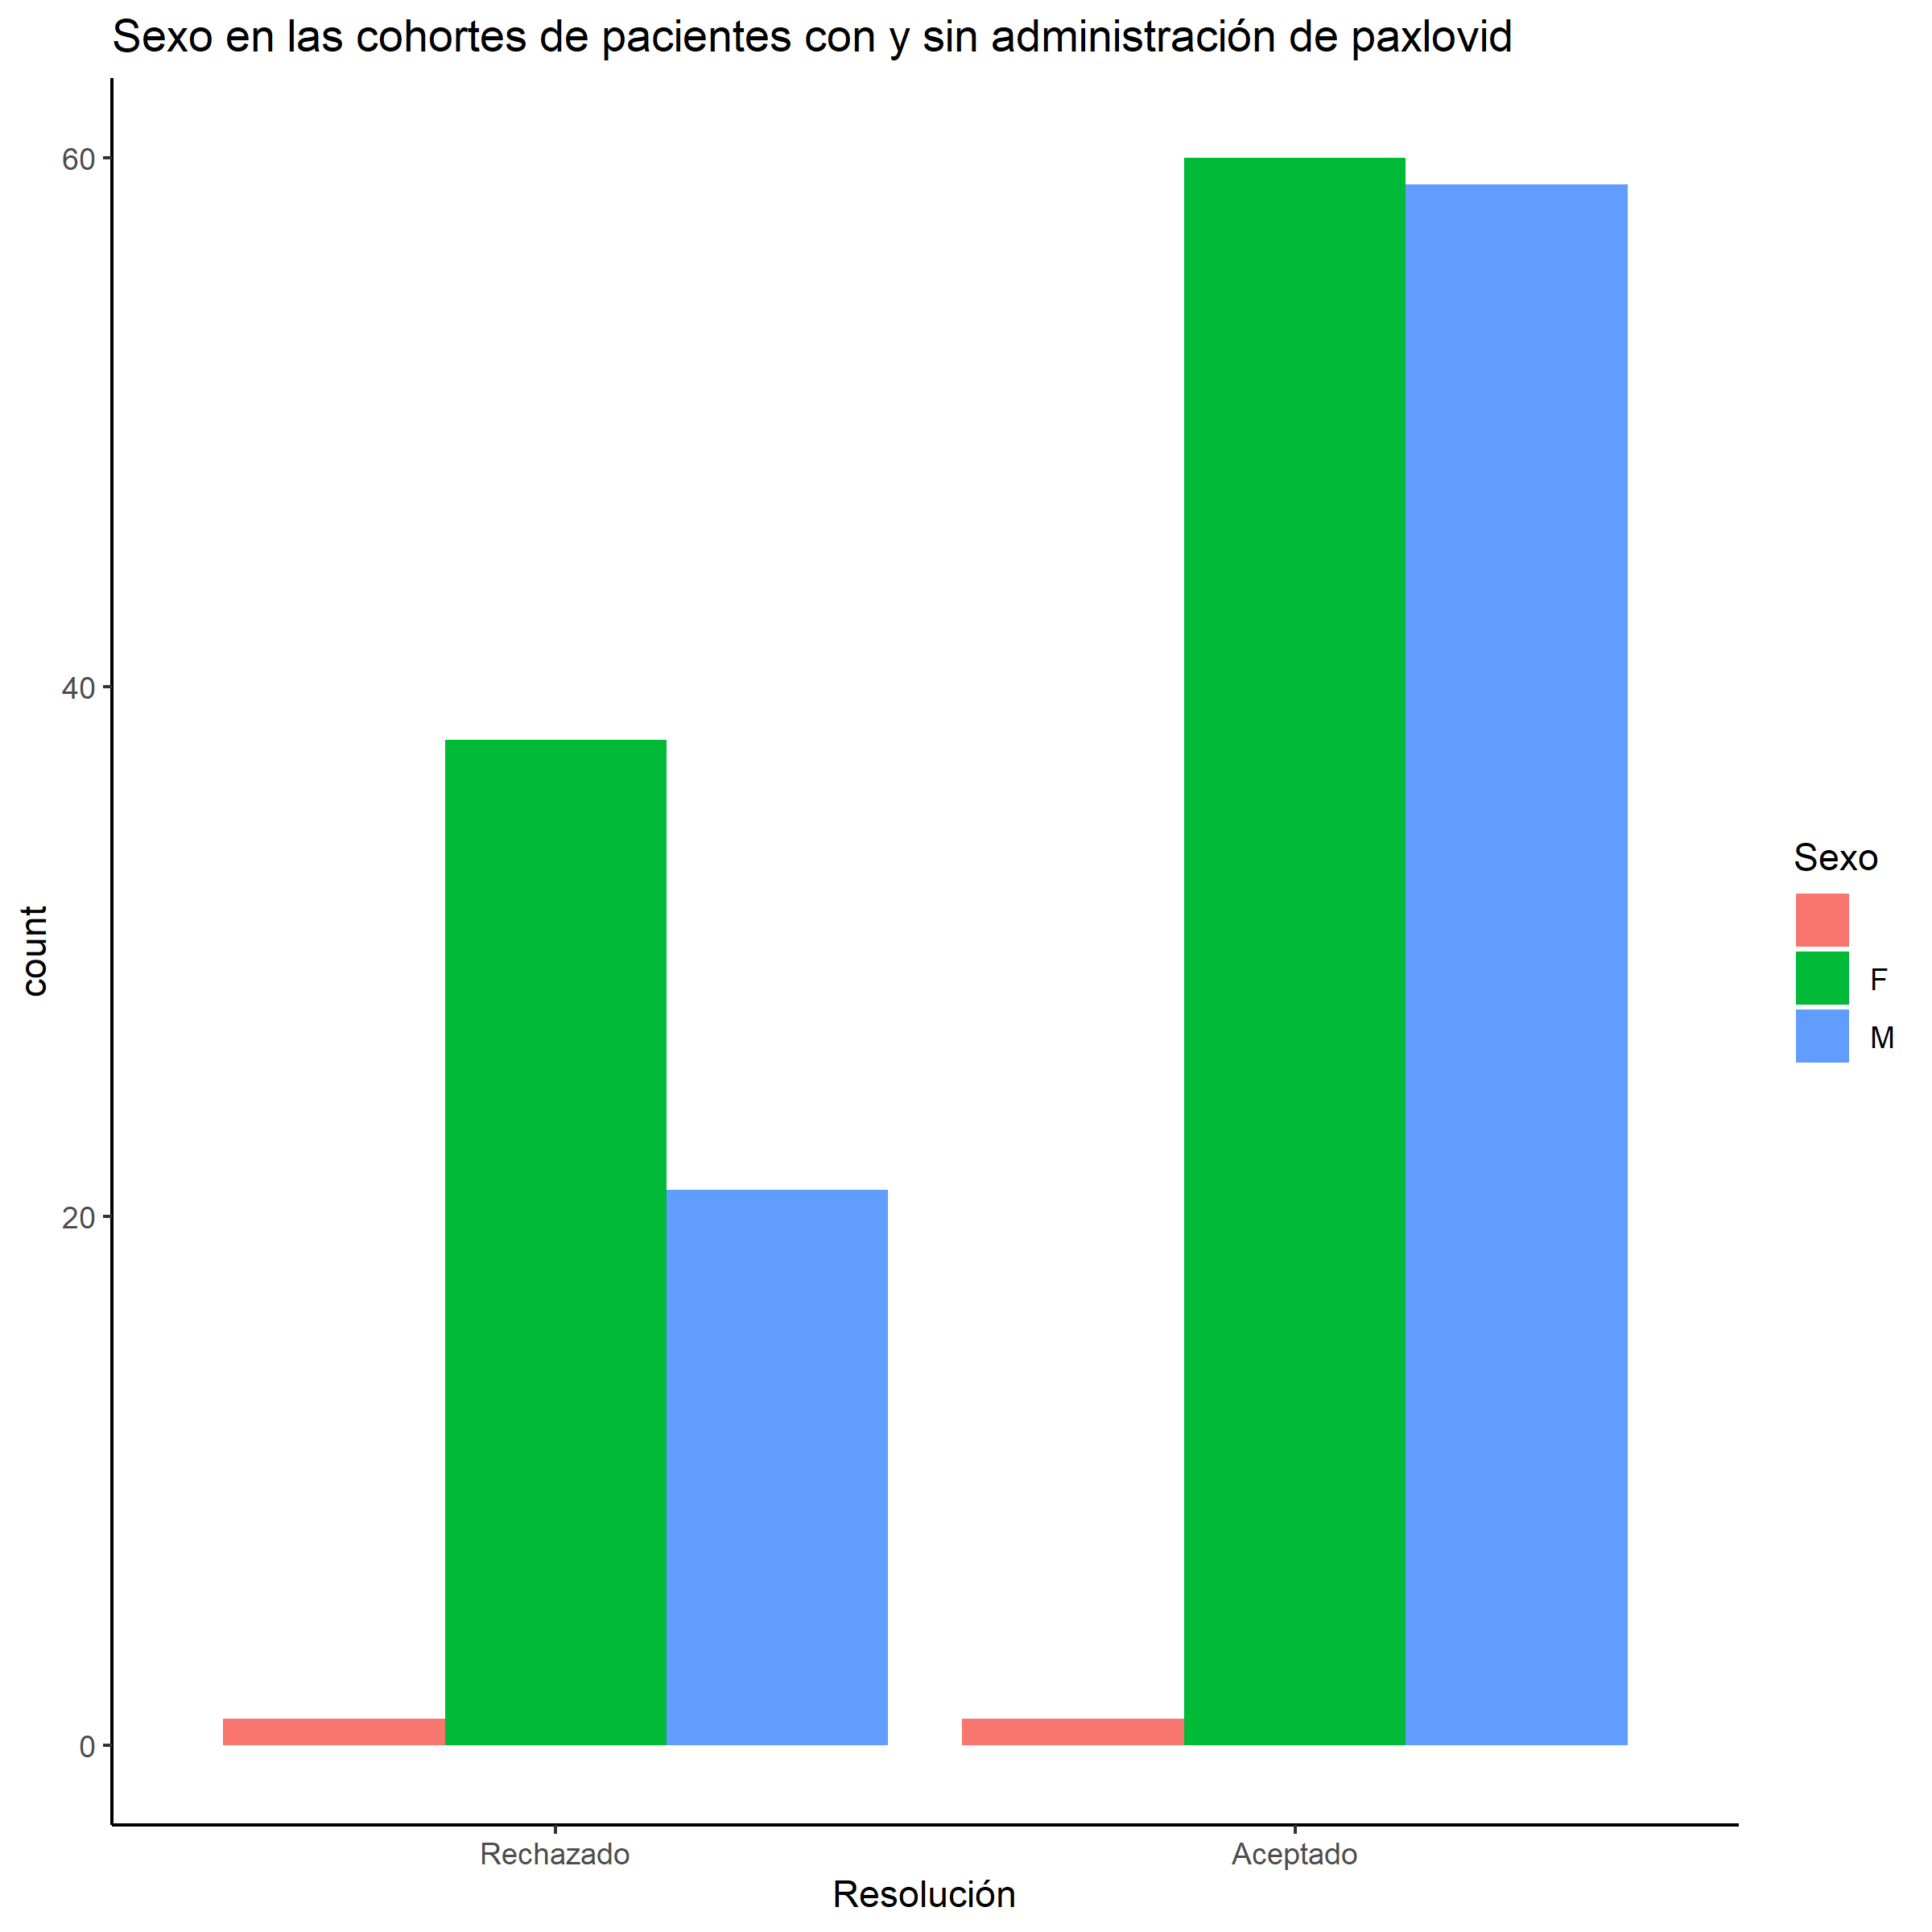 Sexo en las cohortes de pacientes con y sin administración de paxlovid
60
40
20
0
count
Rechazado
Aceptado
Resolución
Sexo
F
M